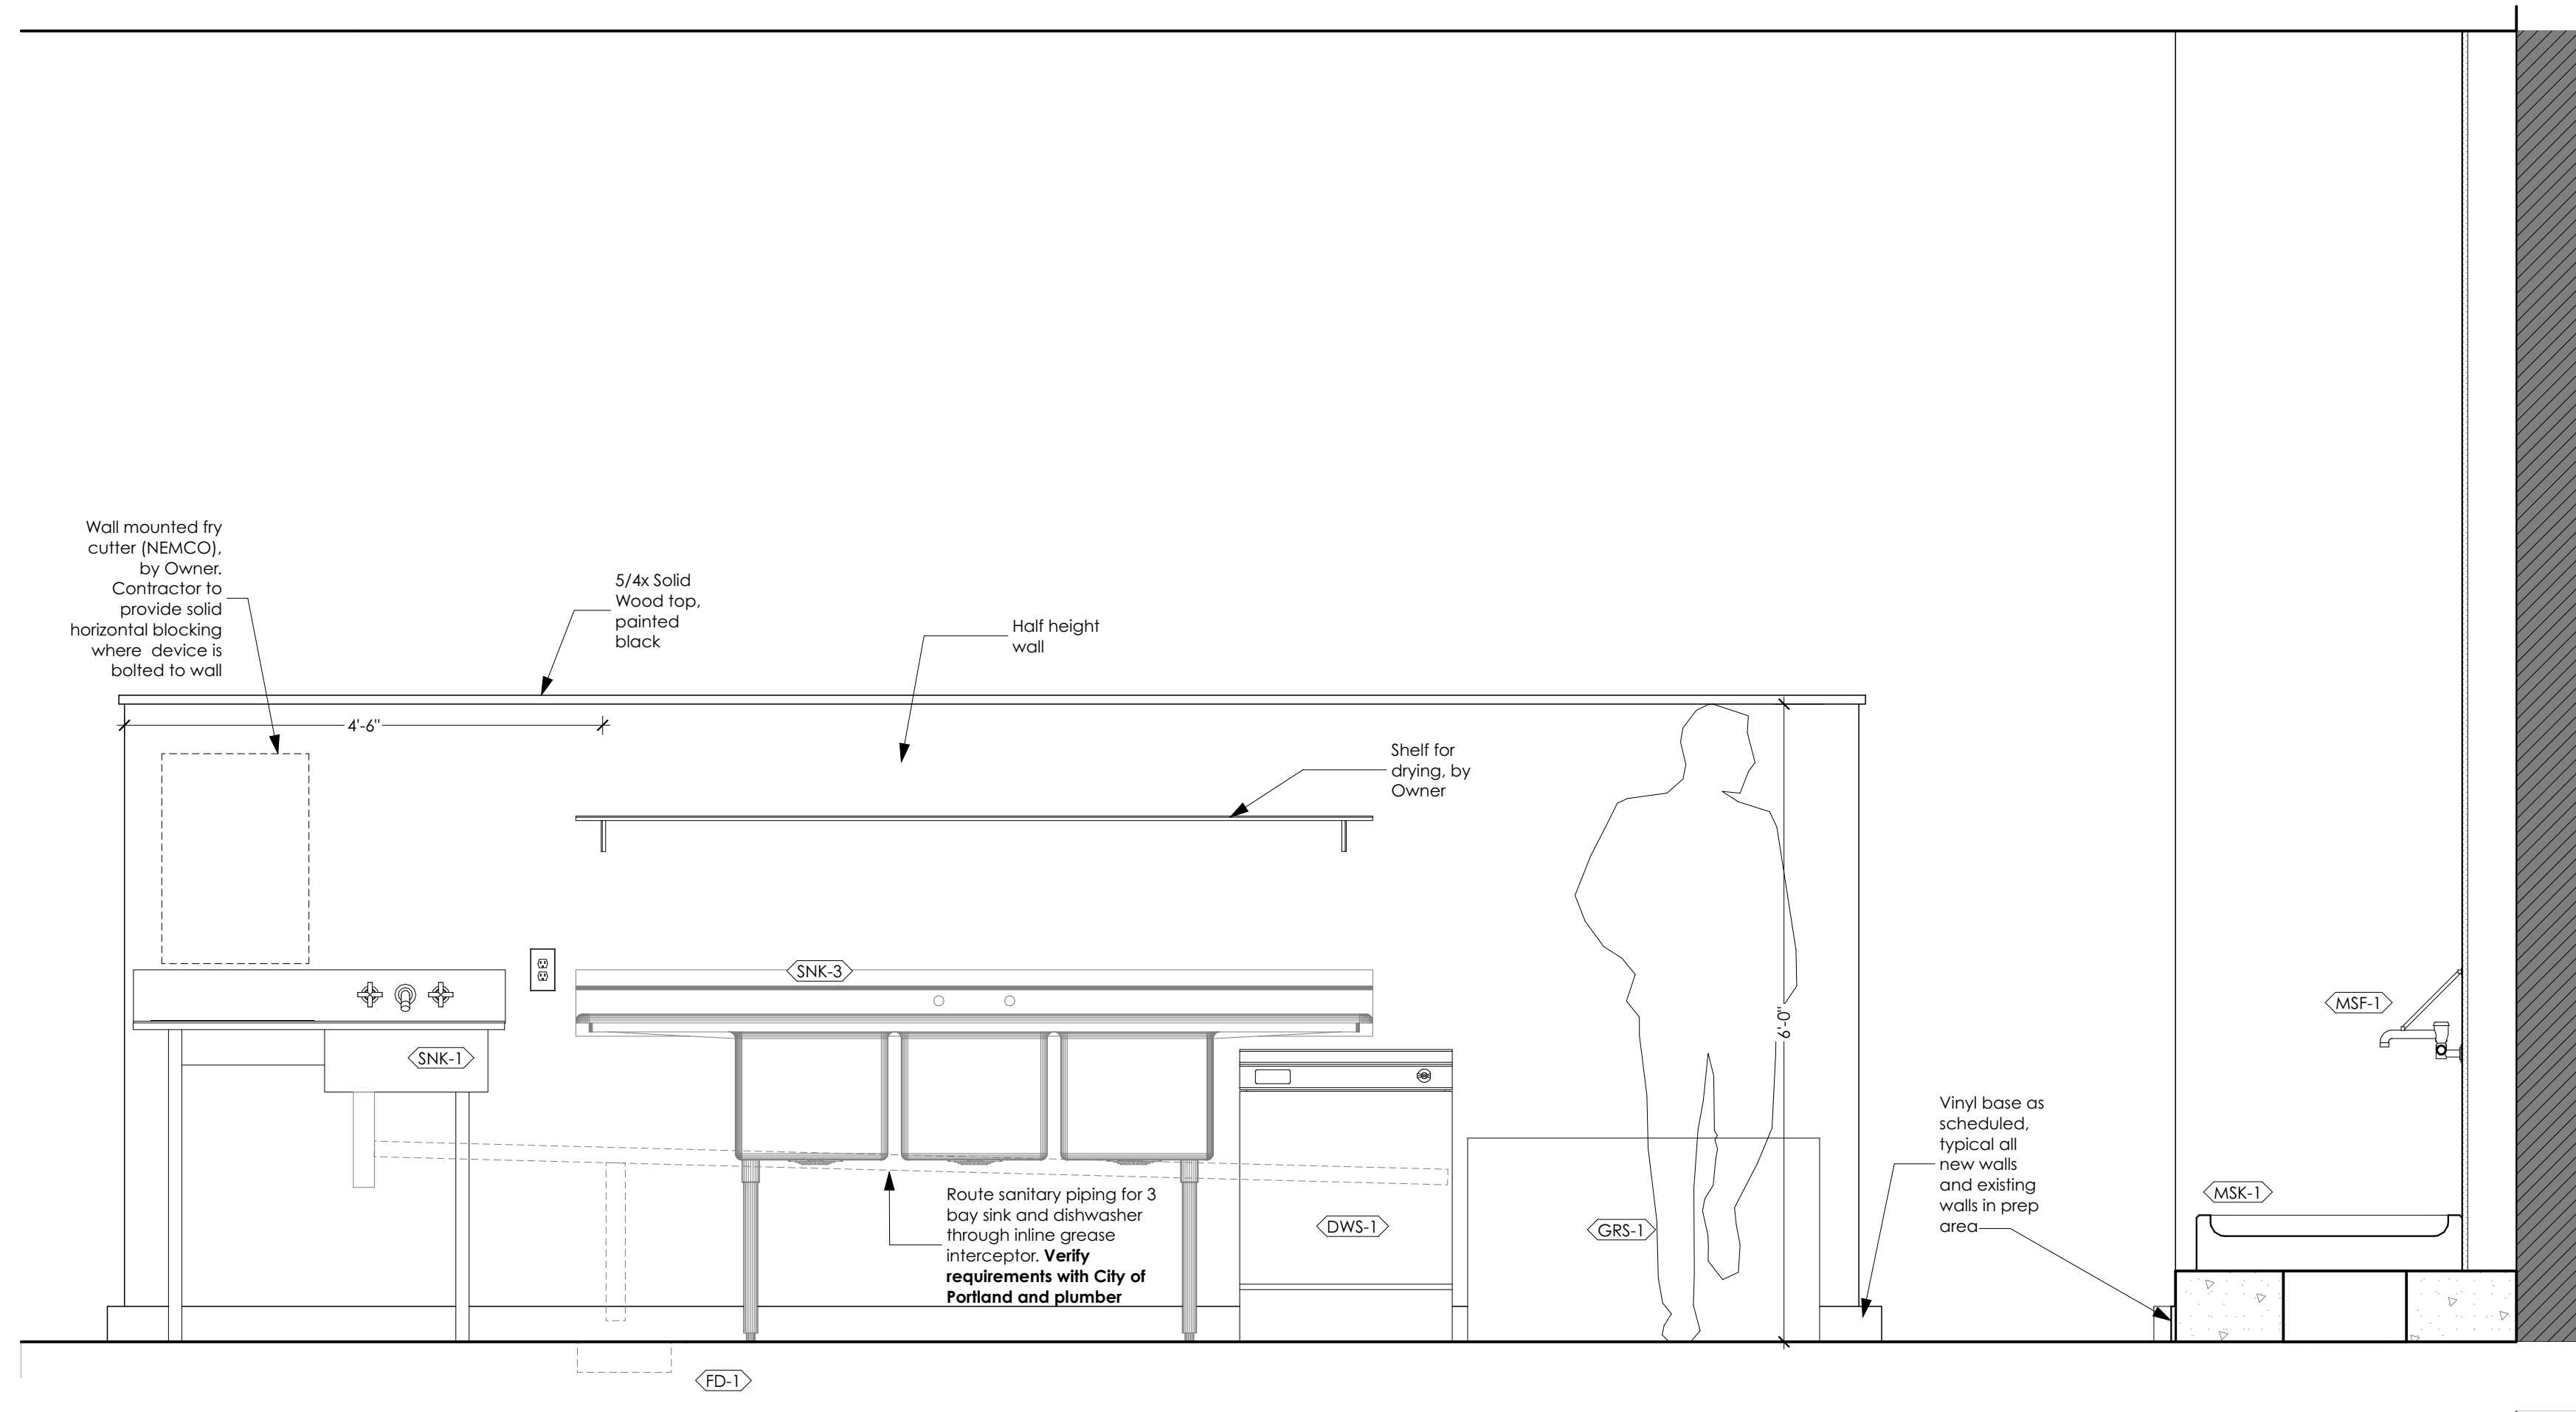 Wall mounted fry
cutter (NEMCO),
by Owner.
Contractor to
provide solid
horizontal blocking
where device is
bolted to wall
5/4x Solid
Wood top,
painted
black
Half height
wall
4'-6"
Shelf for
drying, by
Owner
SNK-3
SNK-1
MSF-1
6'-0"
Vinyl base as
scheduled,
typical all
new walls
and existing
walls in prep
area
MSK-1
Route sanitary piping for 3
bay sink and dishwasher
through inline grease
interceptor. Verify
requirements with City of
Portland and plumber
DWS-1
GRS-1
FD-1